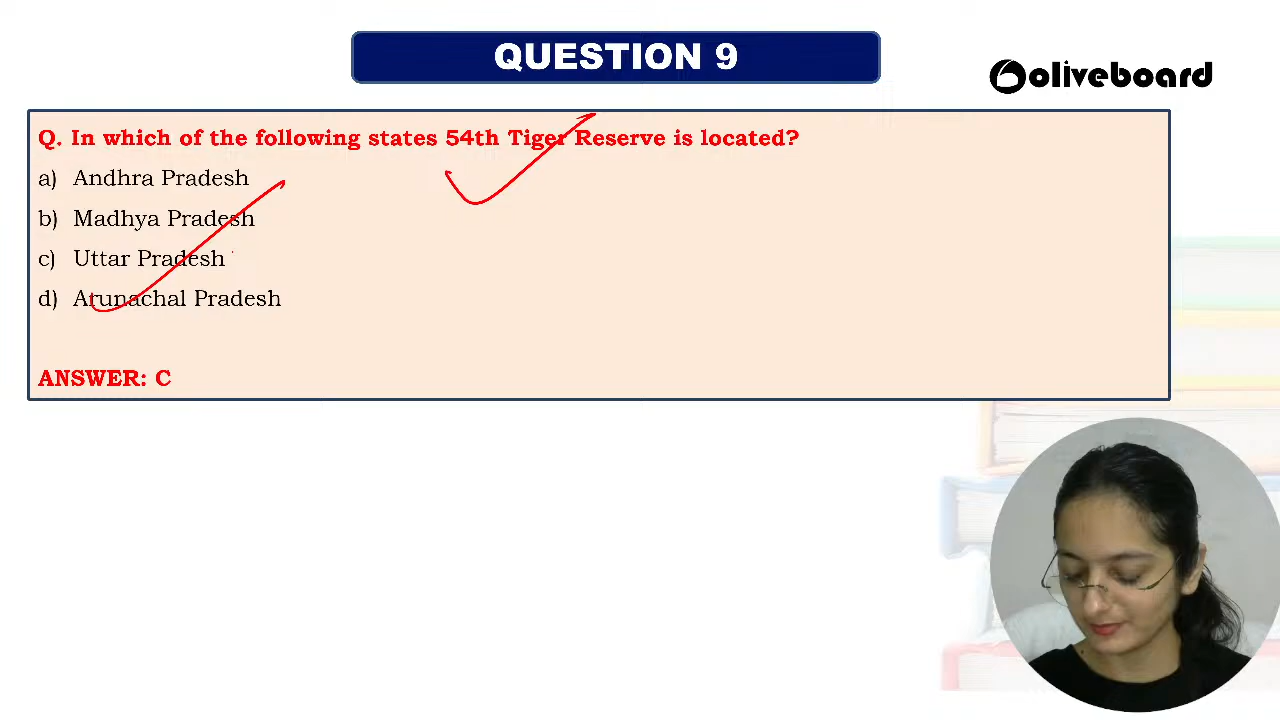 QUESTION 9
oliveboard
Q. In which of the following states 54th Tiger Reserve is located?
a) Andhra Pradesh
b) Madhya Pradesh
c) Uttar Pradesh
d) Arunachal Pradesh
ANSWER: C